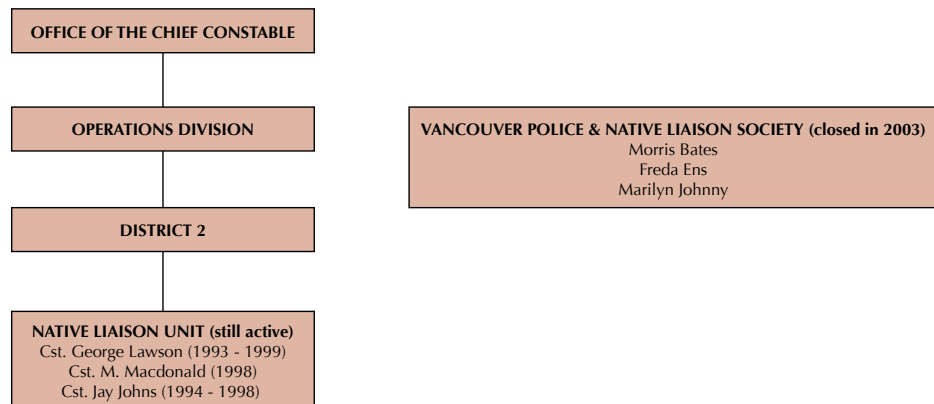 OFFICE OF THE CHIEF CONSTABLE
OPERATIONS DIVISION
VANCOUVER POLICE & NATIVE LIAISON SOCIETY (closed in 2003)
Morris Bates
Freda Ens
Marilyn Johnny
DISTRICT 2
NATIVE LIAISON UNIT (still active)
Cst. George Lawson (1993 - 1999)
Cst. M. Macdonald (1998)
Cst. Jay Johns (1994 - 1998)